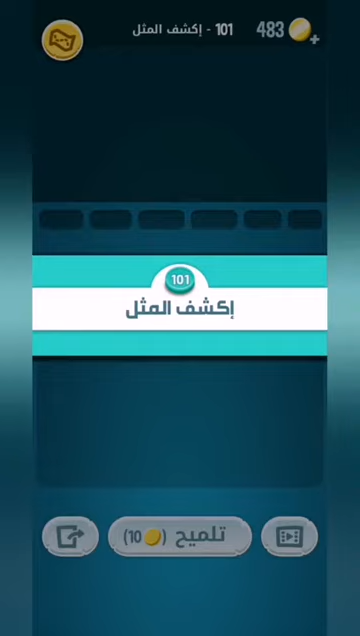 101 - إكشف المثل
483
101
إكشف المثل
تلميح (10)